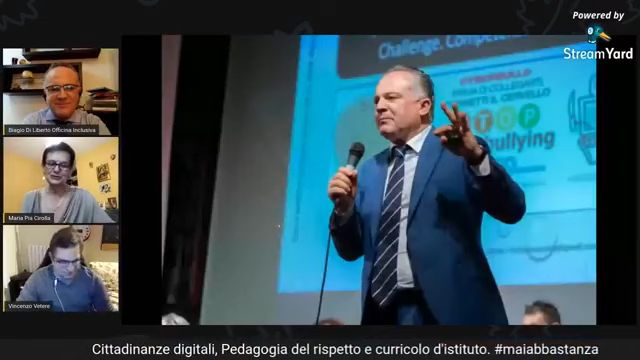 Powered by
StreamYard
Challenge. Compete
CYBERBULLO
STOP
bullying
Biagio Di Liberto Officina Inclusiva
Maria Pia Cirolla
Vincenzo Vetere
Cittadinanze digitali, Pedagogia del rispetto e curricolo d'istituto. #maiabbastanza